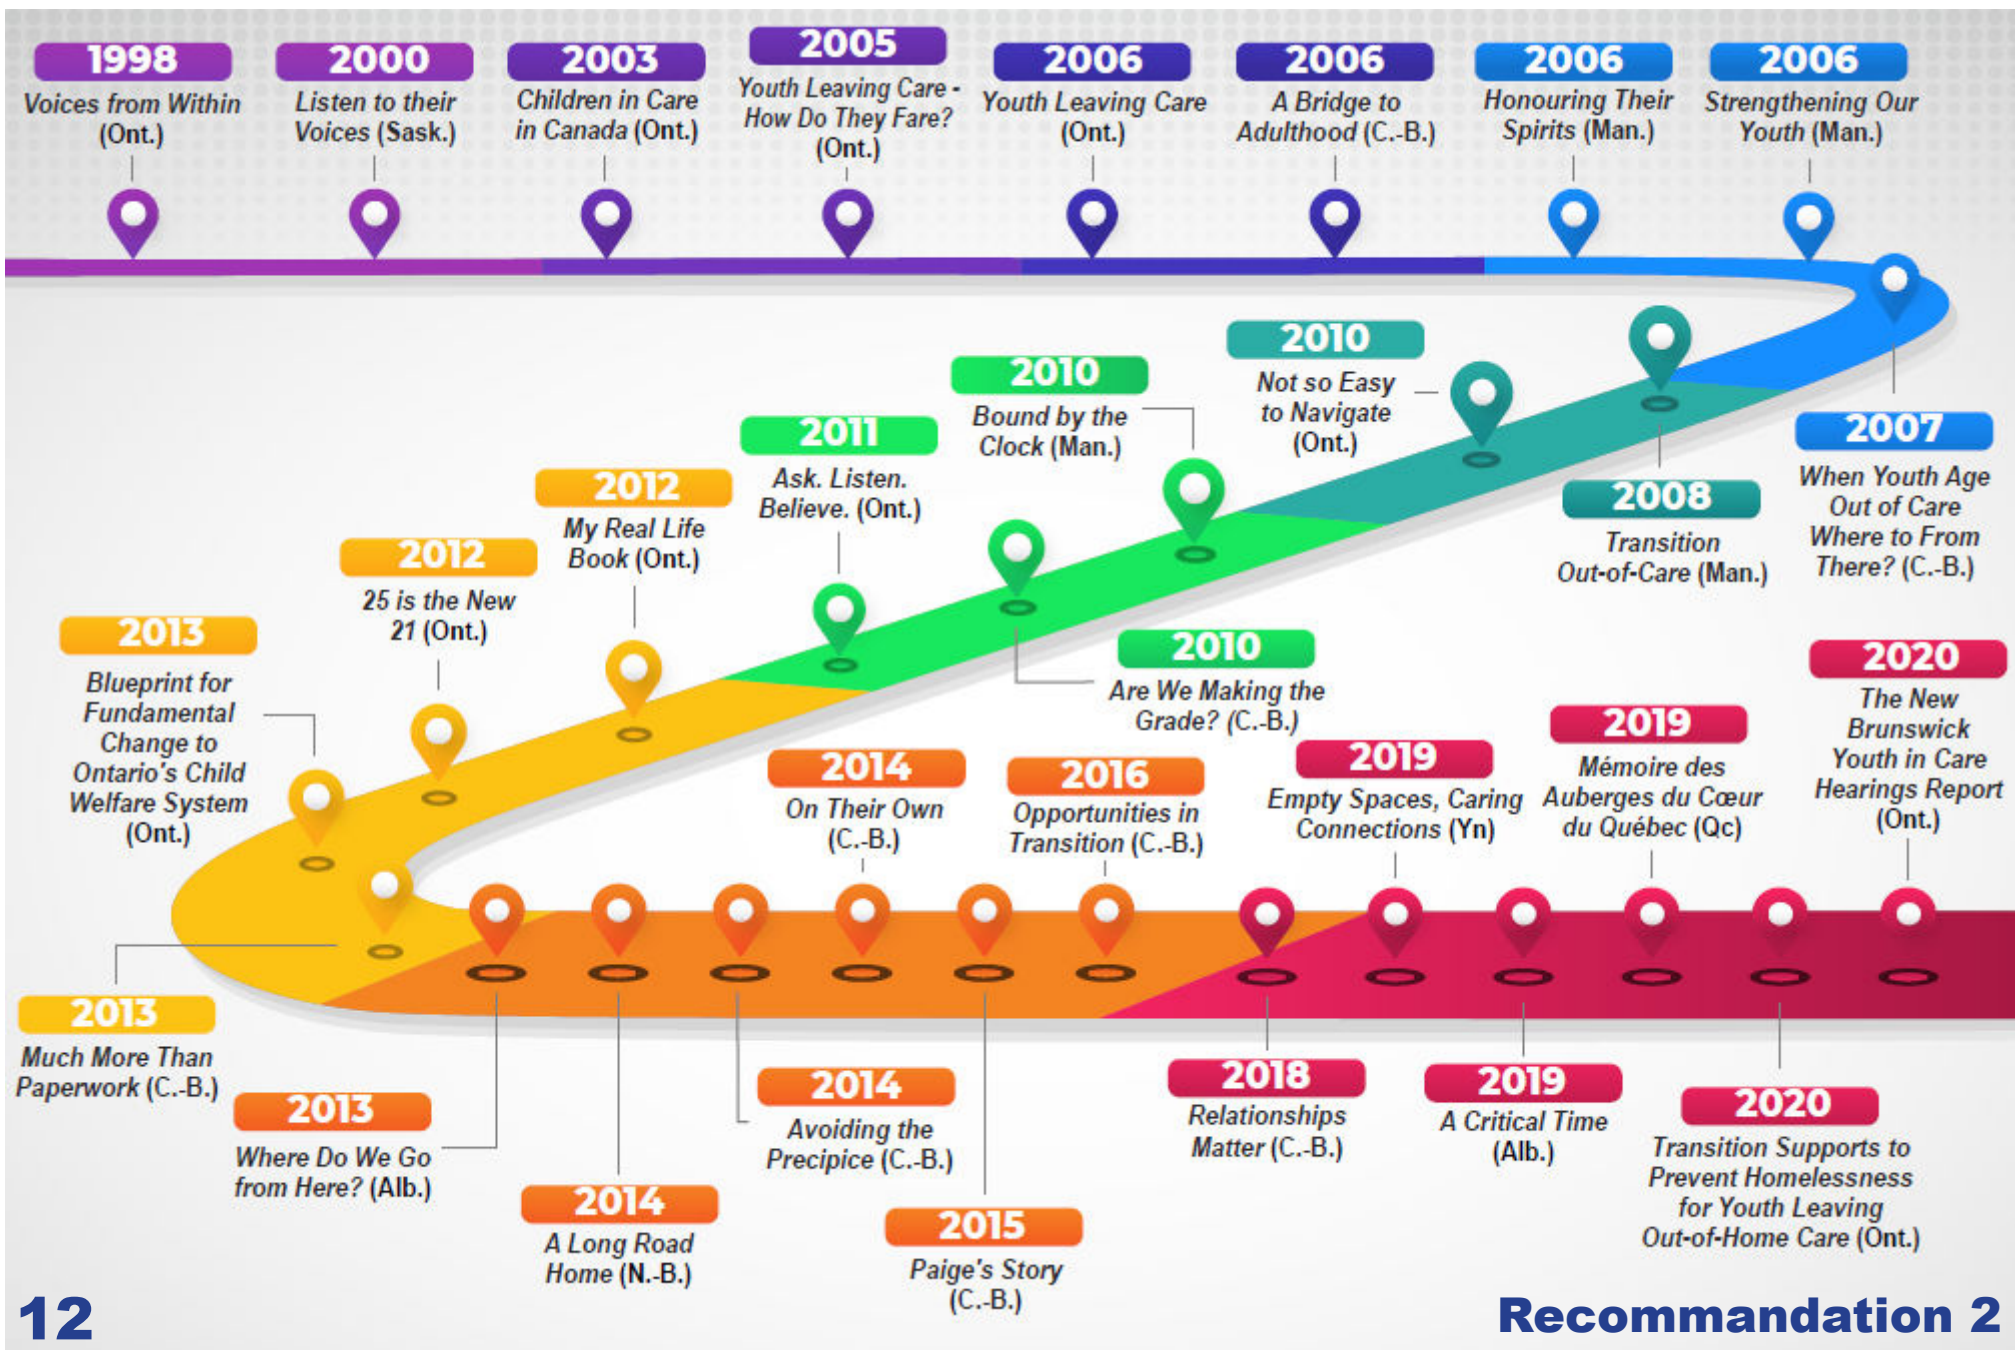 1998
Voices from Within
(Ont.)
2000
Listen to their
Voices (Sask.)
2003
Children in Care
in Canada (Ont.)
2005
Youth Leaving Care -
How Do They Fare?
(Ont.)
2006
Youth Leaving Care
(Ont.)
2006
A Bridge to
Adulthood (C.-B.)
2006
Honouring Their
Spirits (Man.)
2006
Strengthening Our
Youth (Man.)
2007
When Youth Age
Out of Care
Where to From
There? (C.-B.)
2008
Transition
Out-of-Care (Man.)
2010
Not so Easy
to Navigate
(Ont.)
2010
Bound by the
Clock (Man.)
2010
Are We Making the
Grade? (C.-B.)
2011
Ask. Listen.
Believe. (Ont.)
2012
My Real Life
Book (Ont.)
2012
25 is the New
21 (Ont.)
2013
Blueprint for
Fundamental
Change to
Ontario's Child
Welfare System
(Ont.)
2013
Much More Than
Paperwork (C.-B.)
2013
Where Do We Go
from Here? (Alb.)
2014
A Long Road
Home (N.-B.)
2014
Avoiding the
Precipice (C.-B.)
2014
On Their Own
(C.-B.)
2015
Paige's Story
(C.-B.)
2016
Opportunities in
Transition (C.-B.)
2018
Relationships
Matter (C.-B.)
2019
Empty Spaces, Caring
Connections (Yn)
2019
A Critical Time
(Alb.)
2019
Mémoire des
Auberges du Cœur
du Québec (Qc)
2020
Transition Supports to
Prevent Homelessness
for Youth Leaving
Out-of-Home Care (Ont.)
2020
The New
Brunswick
Youth in Care
Hearings Report
(Ont.)
12
Recommandation 2